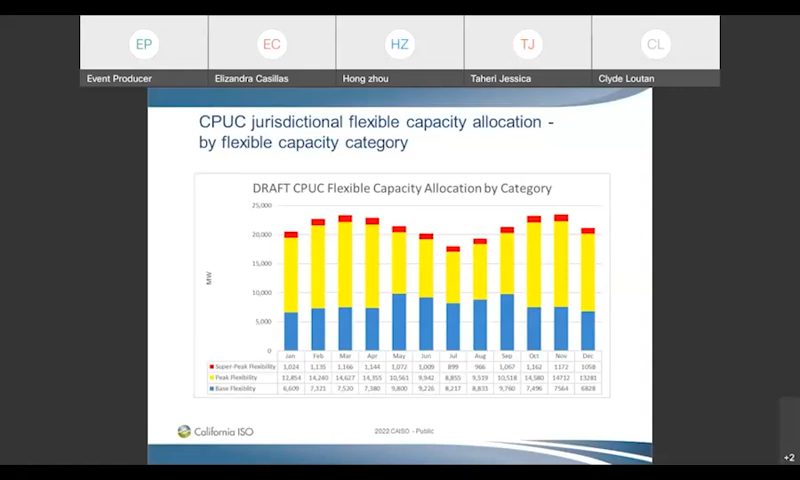 EP
EC
HZ
TJ
CL
Event Producer
Elizandra Casillas
Hong zhou
Taheri Jessica
Clyde Loutan
CPUC jurisdictional flexible capacity allocation -
by flexible capacity category
DRAFT CPUC Flexible Capacity Allocation by Category
25,000
20,000
15,000
10,000
5,000
0
MW
Jan Feb Mar Apr May Jun Jul Aug Sep Oct Nov Dec
Super-Peak Flexibility 1,024 1,135 1,166 1,144 1,072 1,009 899 966 1,067 1,162 1172 1058
Peak Flexibility 12,854 14,240 14,627 14,355 10,561 9,942 8,855 9,519 10,518 14,580 14712 13281
Base Flexibility 6,609 7,321 7,520 7,380 9,800 9,226 8,217 8,833 9,760 7,496 7564 6828
California ISO
2022 CAISO - Public
+2